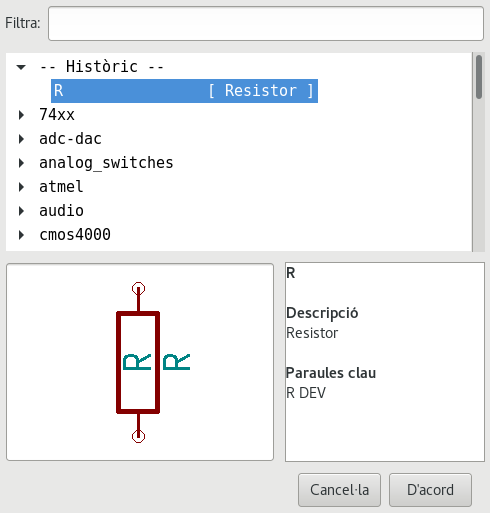 Filtra:
-- Històric --
R [ Resistor ]
74xx
adc-dac
analog_switches
atmel
audio
cmos4000
R R
R
Descripció
Resistor
Paraules clau
R DEV
Cancel·la D'acord